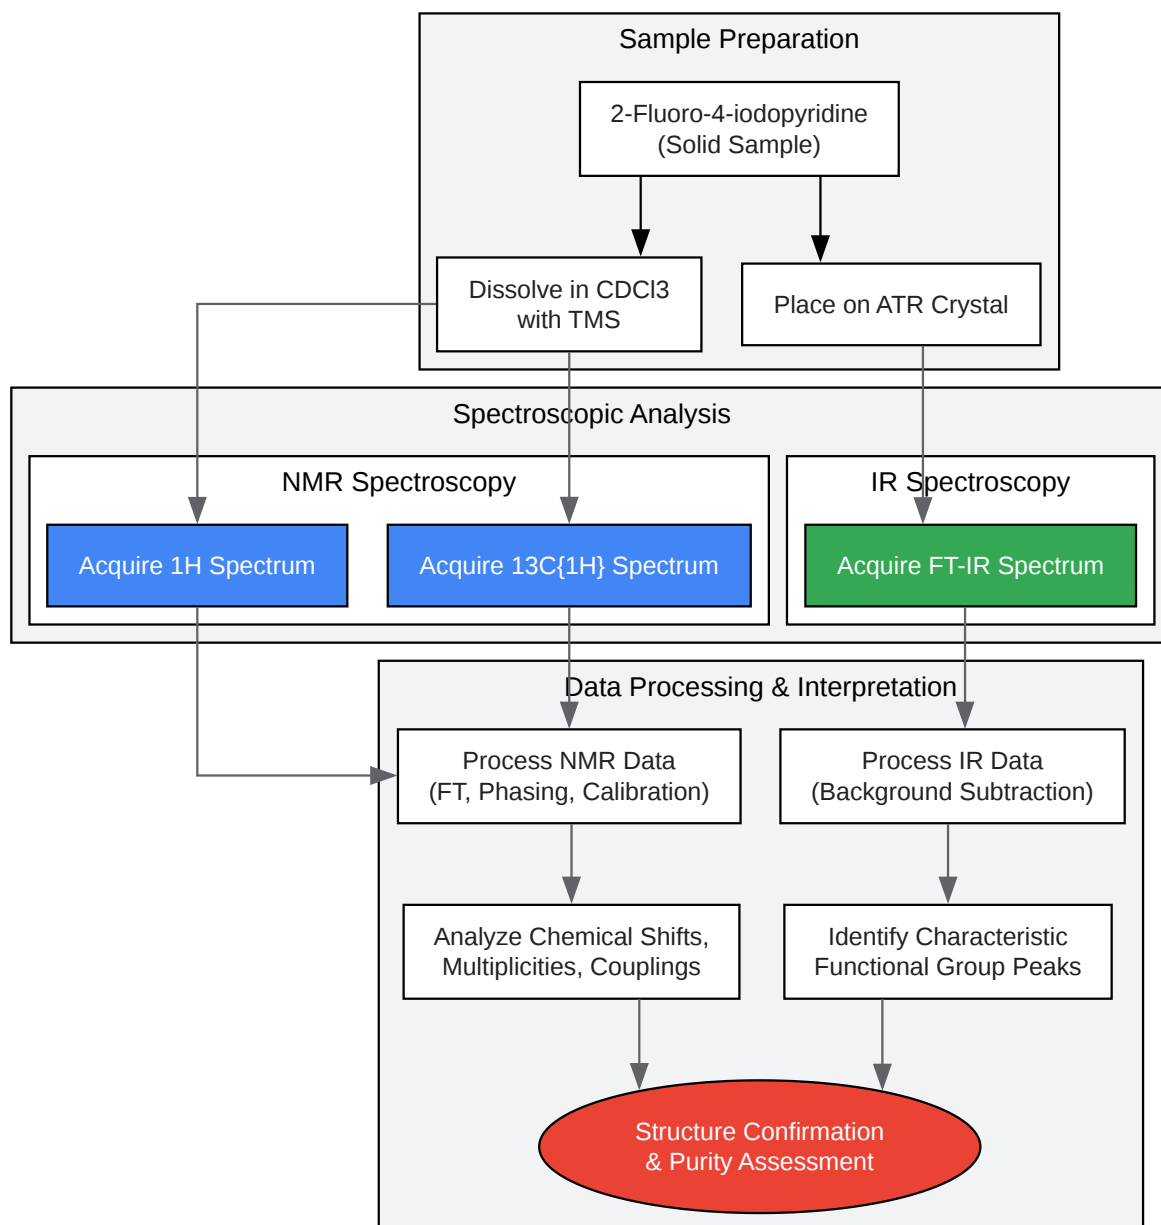 Sample Preparation
2-Fluoro-4-iodopyridine
(Solid Sample)
Dissolve in CDCl3
with TMS
Place on ATR Crystal
Spectroscopic Analysis
NMR Spectroscopy
IR Spectroscopy
Acquire 1H Spectrum
Acquire 13C{1H} Spectrum
Acquire FT-IR Spectrum
Data Processing & Interpretation
Process NMR Data
(FT, Phasing, Calibration)
Process IR Data
(Background Subtraction)
Analyze Chemical Shifts,
Multiplicities, Couplings
Identify Characteristic
Functional Group Peaks
Structure Confirmation
& Purity Assessment